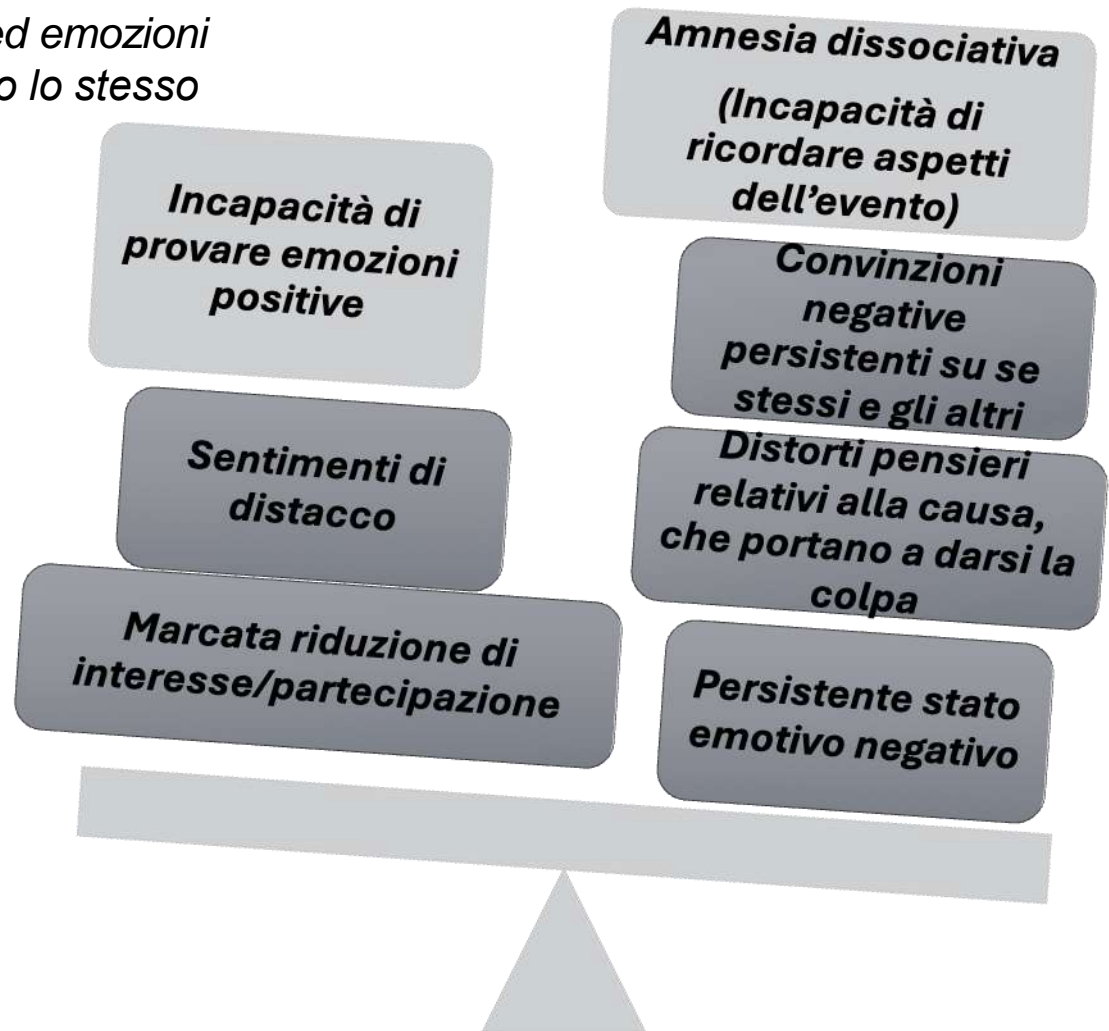 ed emozioni
o lo stesso
Incapacità di
provare emozioni
positive
Sentimenti di
distacco
Marcata riduzione di
interesse/partecipazione
Amnesia dissociativa
(Incapacità di
ricordare aspetti
dell'evento)
Convinzioni
negative
persistenti su se
stessi e gli altri
Distorti pensieri
relativi alla causa,
che portano a darsi la
colpa
Persistente stato
emotivo negativo